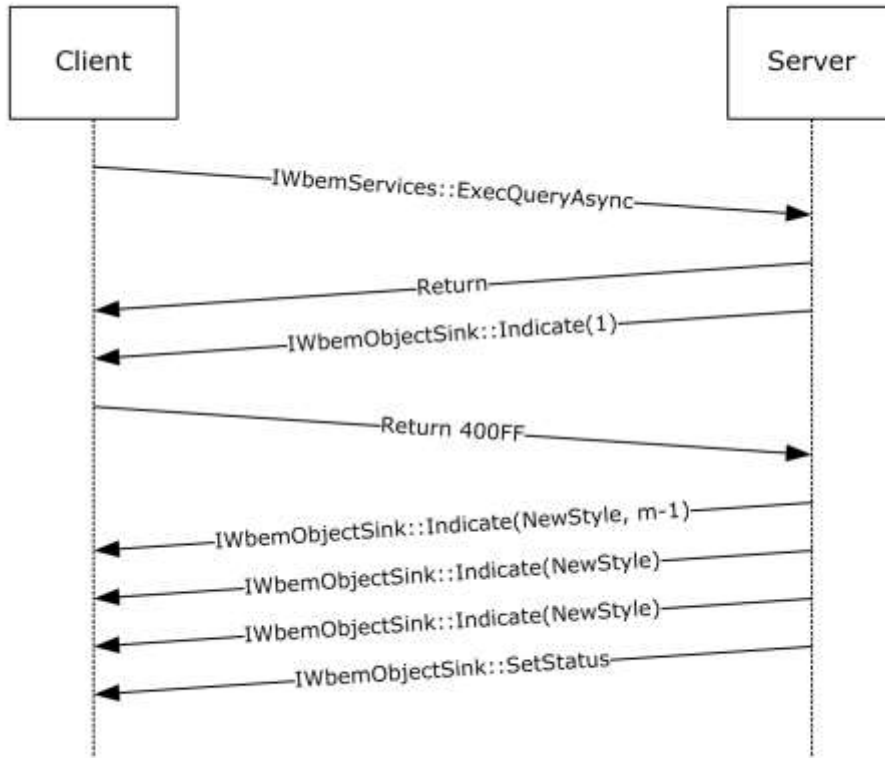 Client
Server
IWbemServices::ExecQueryAsync
Return
IWbemObjectSink::Indicate(1)
Return 400FF
IWbemObjectSink::Indicate(NewStyle, m-1)
IWbemObjectSink::Indicate(NewStyle)
IWbemObjectSink::Indicate(NewStyle)
IWbemObjectSink::SetStatus